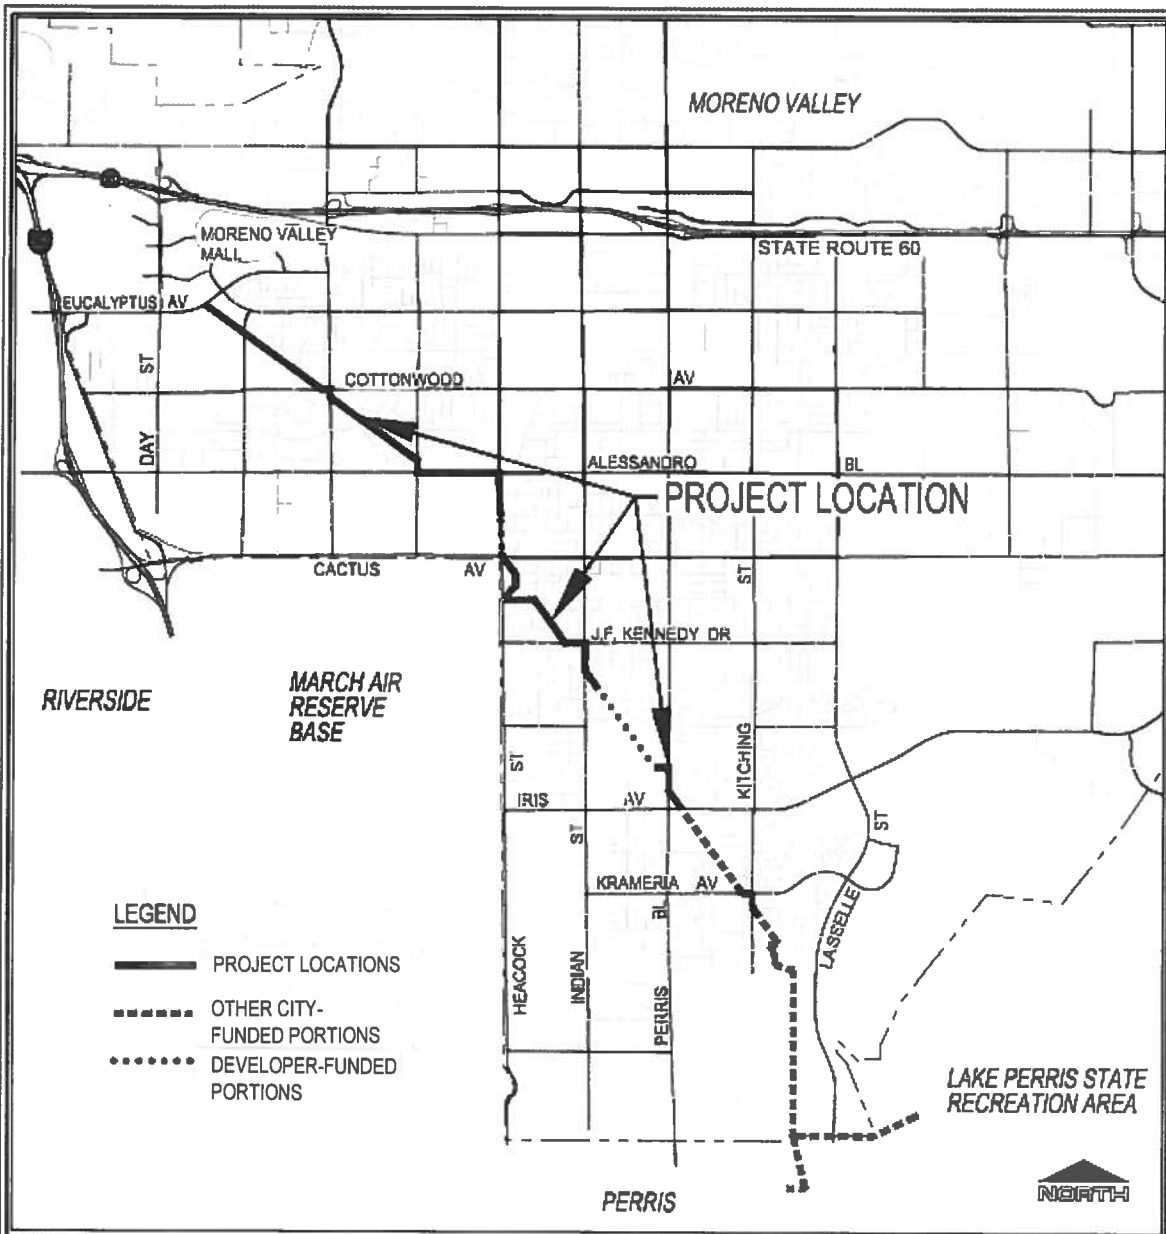 MORENO VALLEY
MORENO VALLEY
MALL
STATE ROUTE 60
EUCALYPTUS AV
DAY ST
COTTONWOOD AV
ALESSANDRO BL
PROJECT LOCATION
CACTUS AV
ST
J.F. KENNEDY DR
RIVERSIDE
MARCH AIR
RESERVE
BASE
KITCHING
ST
IRIS AV
ST
ST
KRAMERIA AV
BL
LASSELLE
HEACOCK
INDIAN
PERRIS
LEGEND
PROJECT LOCATIONS
OTHER CITY-
FUNDED PORTIONS
DEVELOPER-FUNDED
PORTIONS
LAKE PERRIS STATE
RECREATION AREA
PERRIS
NORTH